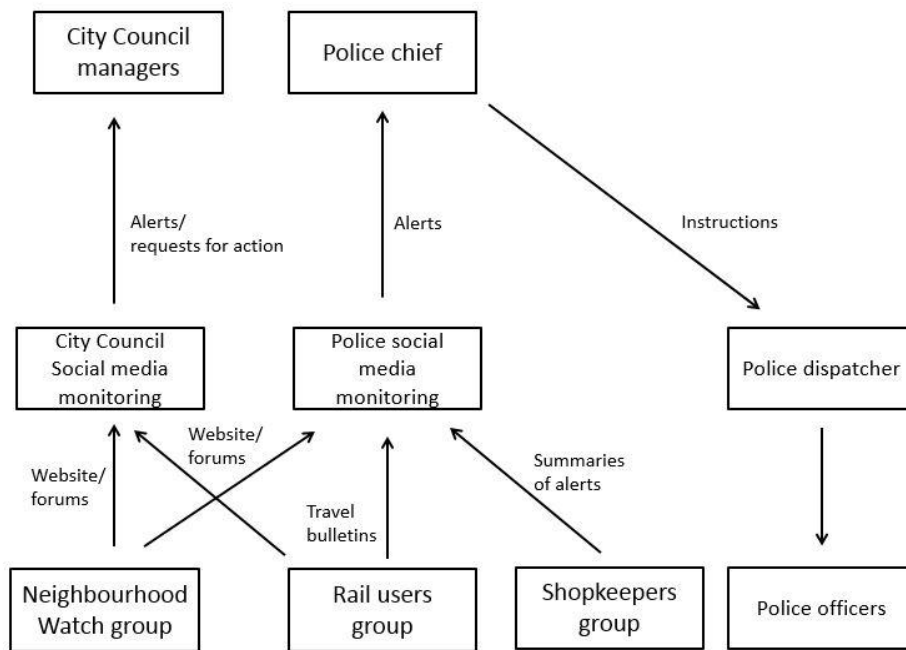 City Council
managers
Police chief
Alerts/
requests for action
Alerts
Instructions
City Council
Social media
monitoring
Police social
media
monitoring
Police dispatcher
Website/
forums
Website/
forums
Travel
bulletins
Summaries
of alerts
Neighbourhood
Watch group
Rail users
group
Shopkeepers
group
Police officers